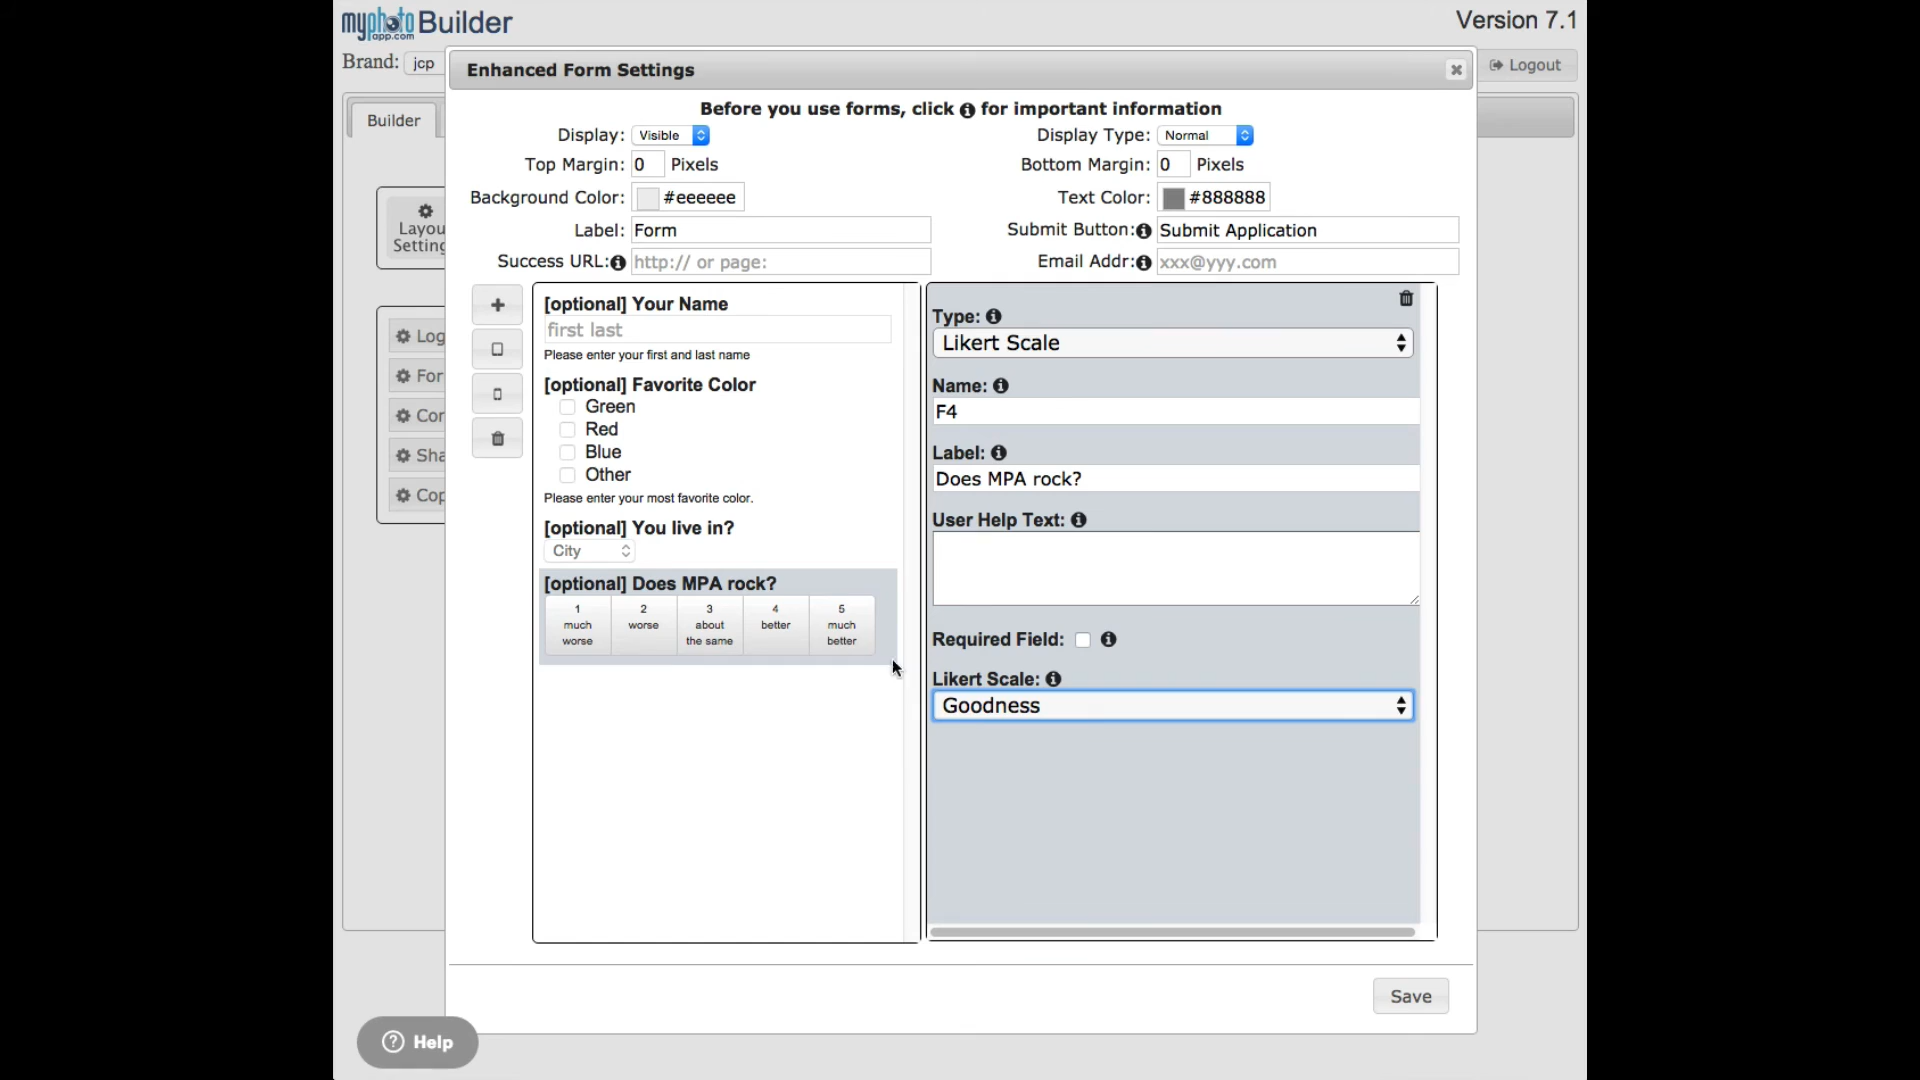 myphotoapp.com Builder
Version 7.1
Brand: jcp
Logout
Builder
Enhanced Form Settings
Before you use forms, click for important information
Display: Visible
Display Type: Normal
Top Margin: 0 Pixels
Bottom Margin: 0 Pixels
Background Color: #eeeeee
Text Color: #888888
Label: Form
Submit Button: Submit Application
Success URL: http:// or page:
Email Addr: xxx@yyy.com
Layou
Setting
Log
For
Cor
Sha
Cop
[optional] Your Name
first last
Please enter your first and last name
[optional] Favorite Color
Green
Red
Blue
Other
Please enter your most favorite color.
[optional] You live in?
City
[optional] Does MPA rock?
1 much worse
2 worse
3 about the same
4 better
5 much better
Type:
Likert Scale
Name:
F4
Label:
Does MPA rock?
User Help Text:
Required Field:
Likert Scale:
Goodness
Save
Help